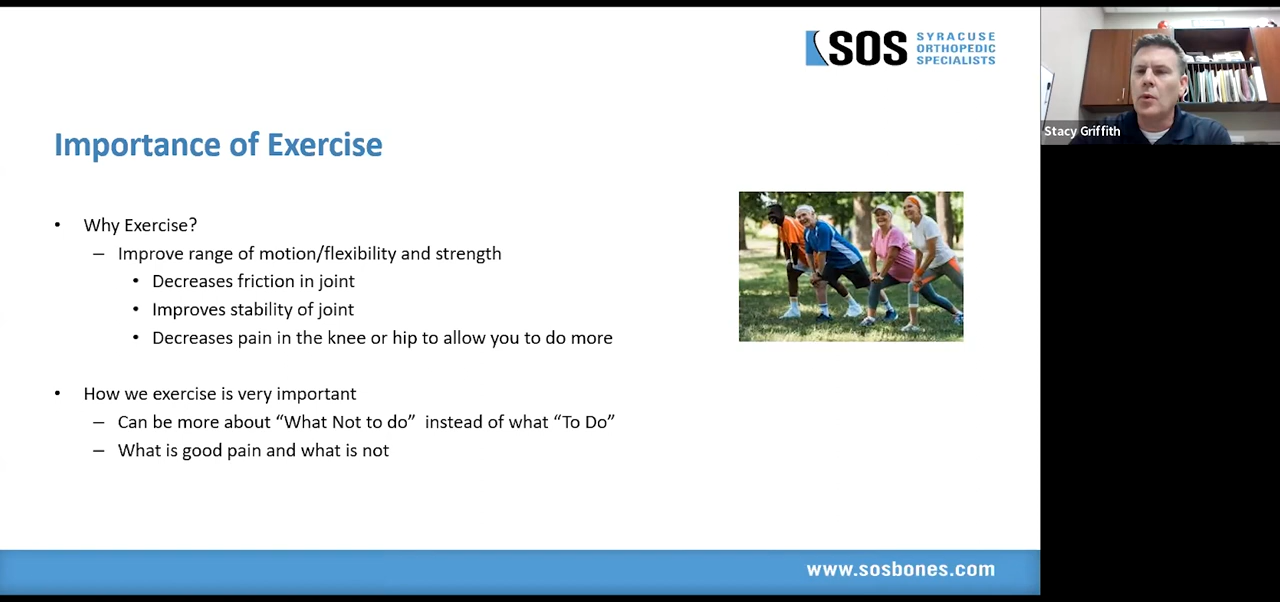 SOS SYRACUSE
ORTHOPEDIC
SPECIALISTS
Stacy Griffith
Importance of Exercise
• Why Exercise?
– Improve range of motion/flexibility and strength
• Decreases friction in joint
• Improves stability of joint
• Decreases pain in the knee or hip to allow you to do more
• How we exercise is very important
– Can be more about “What Not to do” instead of what “To Do”
– What is good pain and what is not
www.sosbones.com